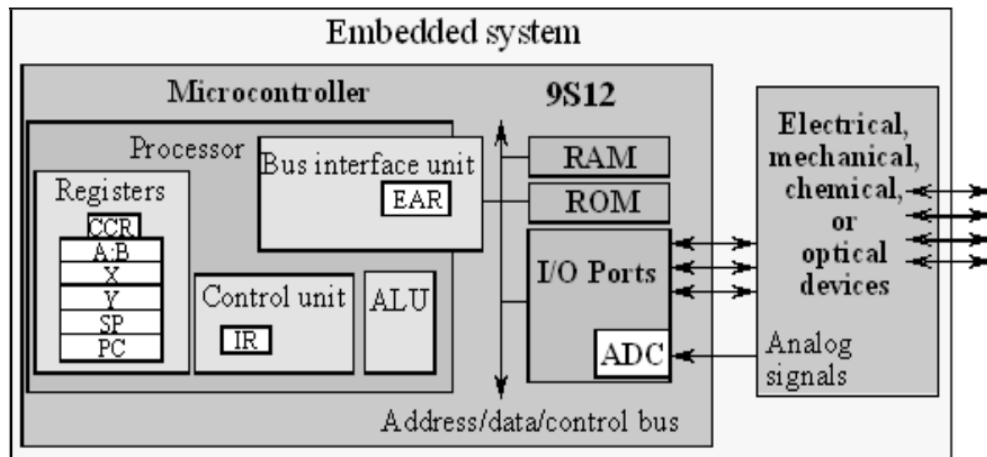 Embedded system
Microcontroller
9S12
Processor
Bus interface unit
EAR
Registers
CCR
A:B
X
Y
SP
PC
Control unit
IR
ALU
RAM
ROM
I/O Ports
ADC
Address/data/control bus
Electrical,
mechanical,
chemical,
or
optical
devices
Analog
signals